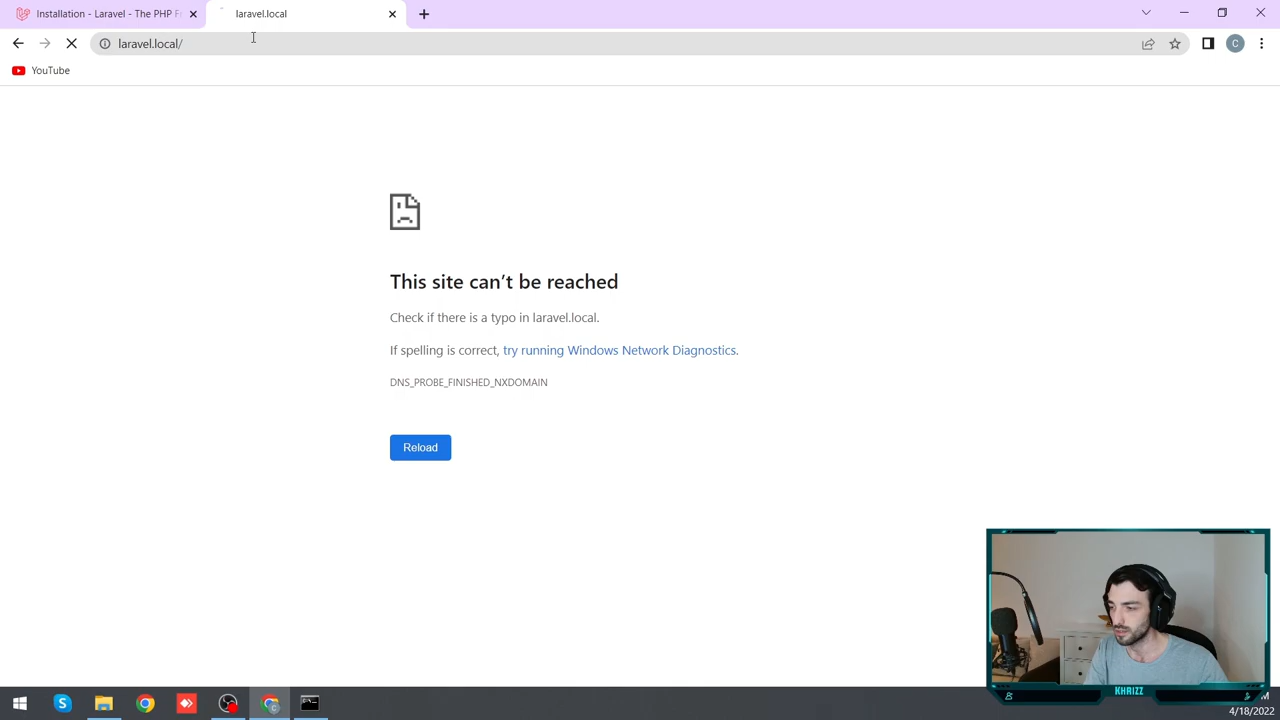 Installation - Laravel - The PHP F
laravel.local
laravel.local/
C
YouTube
This site can't be reached
Check if there is a typo in laravel.local.
If spelling is correct, try running Windows Network Diagnostics.
DNS_PROBE_FINISHED_NXDOMAIN
Reload
KHRIZZ
M
4/18/2022